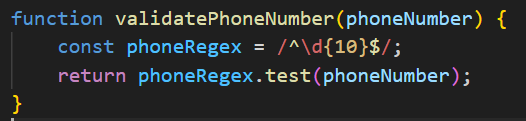 function validatePhoneNumber(phoneNumber) {
    const phoneRegex = /^\d{10}$/;
    return phoneRegex.test(phoneNumber);
}